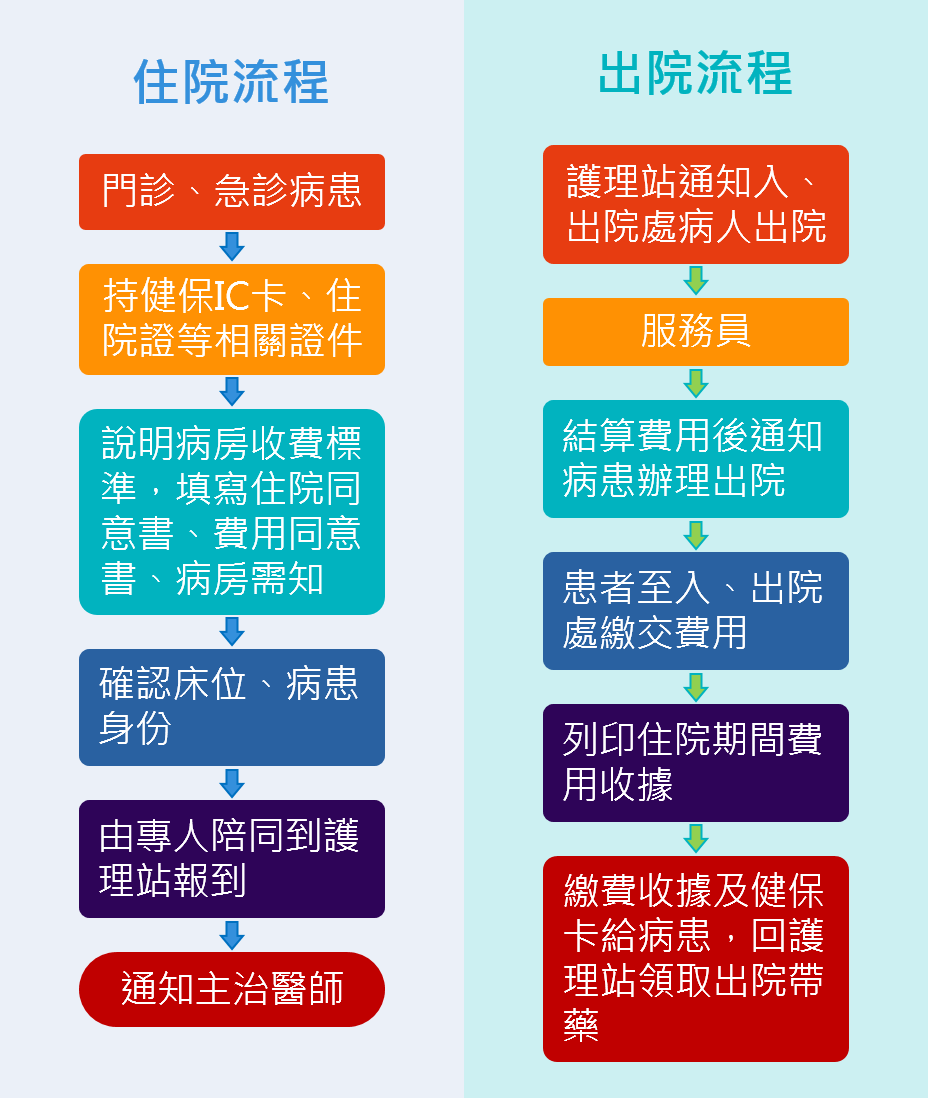 住院流程
門診、急診病患
持健保IC卡、住
院證等相關證件
說明病房收費標
準，填寫住院同
意書、費用同意
書、病房需知
確認床位、病患
身份
由專人陪同到護
理站報到
通知主治醫師
出院流程
護理站通知入、
出院處病人出院
服務員
結算費用後通知
病患辦理出院
患者至入、出院
處繳交費用
列印住院期間費
用收據
繳費收據及健保
卡給病患，回護
理站領取出院帶
藥